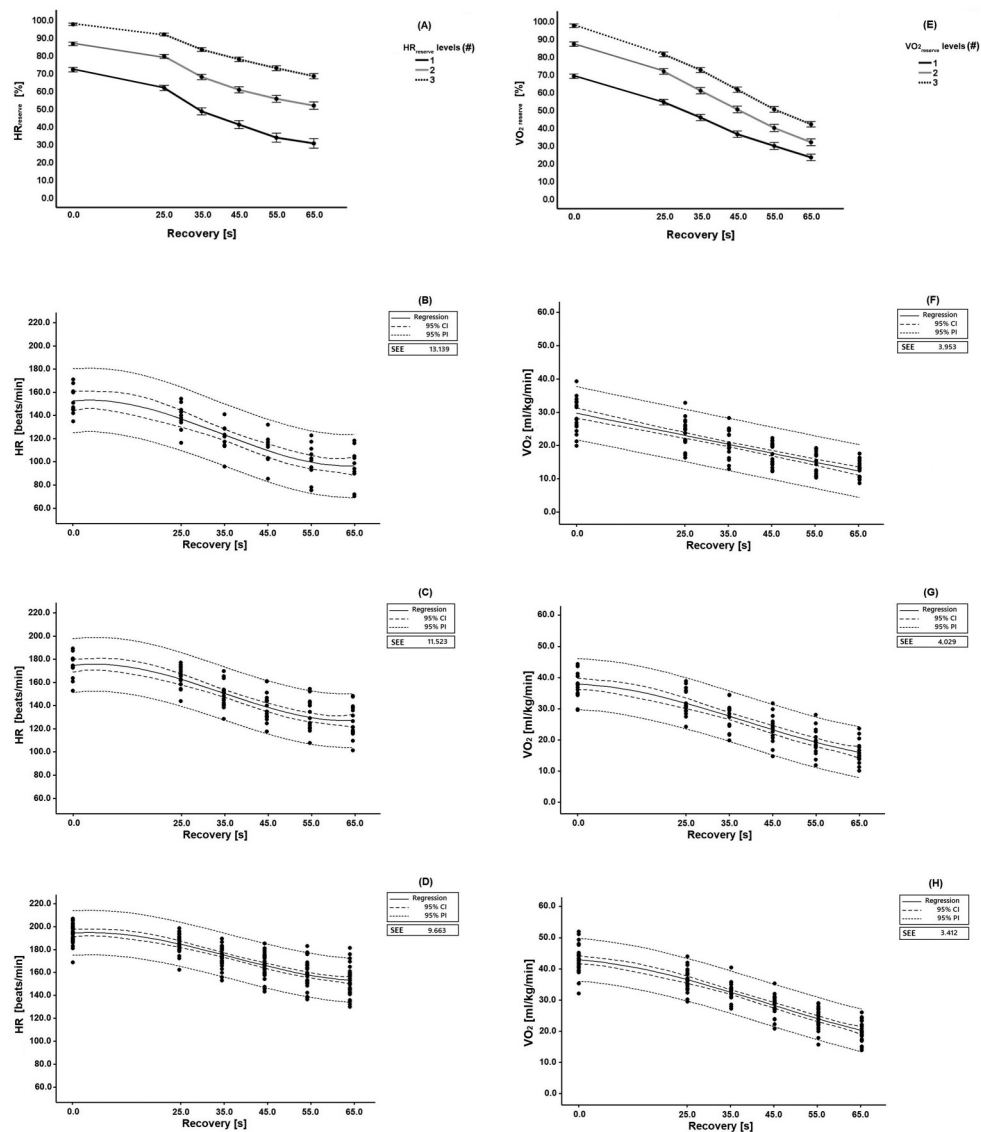 (A)
HRreserve levels (#)
1
2
3
100.0
90.0
80.0
70.0
60.0
50.0
40.0
30.0
20.0
10.0
0.0
HRreserve [%]
0.0 25.0 35.0 45.0 55.0 65.0
Recovery [s]
(E)
VO2reserve levels (#)
1
2
3
100.0
90.0
80.0
70.0
60.0
50.0
40.0
30.0
20.0
10.0
0.0
VO2 reserve [%]
0.0 25.0 35.0 45.0 55.0 65.0
Recovery [s]
(B)
Regression
95% CI
95% PI
SEE 13.139
220.0
200.0
180.0
160.0
140.0
120.0
100.0
80.0
60.0
HR [beats/min]
0.0 25.0 35.0 45.0 55.0 65.0
Recovery [s]
(F)
Regression
95% CI
95% PI
SEE 3.953
60.0
50.0
40.0
30.0
20.0
10.0
0.0
VO2 [ml/kg/min]
0.0 25.0 35.0 45.0 55.0 65.0
Recovery [s]
(C)
Regression
95% CI
95% PI
SEE 11.523
220.0
200.0
180.0
160.0
140.0
120.0
100.0
80.0
60.0
HR [beats/min]
0.0 25.0 35.0 45.0 55.0 65.0
Recovery [s]
(G)
Regression
95% CI
95% PI
SEE 4.029
60.0
50.0
40.0
30.0
20.0
10.0
0.0
VO2 [ml/kg/min]
0.0 25.0 35.0 45.0 55.0 65.0
Recovery [s]
(D)
Regression
95% CI
95% PI
SEE 9.663
220.0
200.0
180.0
160.0
140.0
120.0
100.0
80.0
60.0
HR [beats/min]
0.0 25.0 35.0 45.0 55.0 65.0
Recovery [s]
(H)
Regression
95% CI
95% PI
SEE 3.412
60.0
50.0
40.0
30.0
20.0
10.0
0.0
VO2 [ml/kg/min]
0.0 25.0 35.0 45.0 55.0 65.0
Recovery [s]